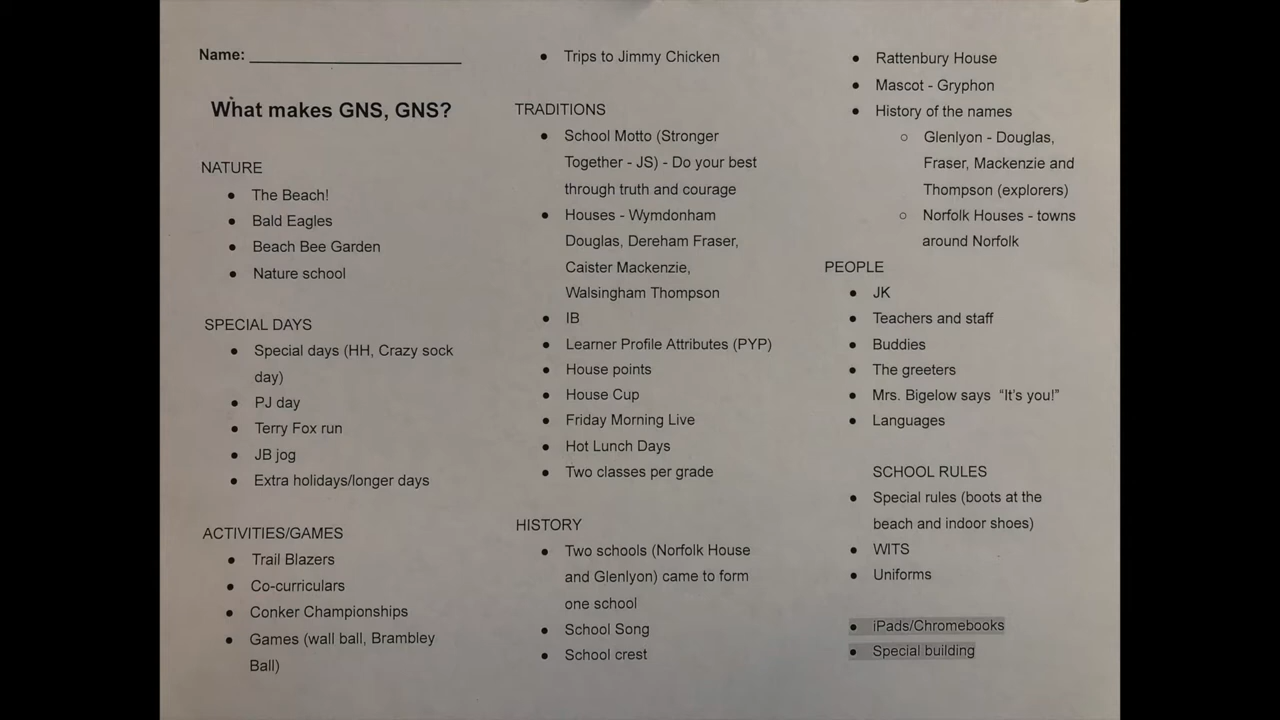 Name: ____________________
What makes GNS, GNS?
NATURE
● The Beach!
● Bald Eagles
● Beach Bee Garden
● Nature school
SPECIAL DAYS
● Special days (HH, Crazy sock
day)
● PJ day
● Terry Fox run
● JB jog
● Extra holidays/longer days
ACTIVITIES/GAMES
● Trail Blazers
● Co-curriculars
● Conker Championships
● Games (wall ball, Brambley
Ball)
● Trips to Jimmy Chicken
TRADITIONS
● School Motto (Stronger
Together - JS) - Do your best
through truth and courage
● Houses - Wymdonham
Douglas, Dereham Fraser,
Caister Mackenzie,
Walsingham Thompson
● IB
● Learner Profile Attributes (PYP)
● House points
● House Cup
● Friday Morning Live
● Hot Lunch Days
● Two classes per grade
HISTORY
● Two schools (Norfolk House
and Glenlyon) came to form
one school
● School Song
● School crest
● Rattenbury House
● Mascot - Gryphon
● History of the names
○ Glenlyon - Douglas,
Fraser, Mackenzie and
Thompson (explorers)
○ Norfolk Houses - towns
around Norfolk
PEOPLE
● JK
● Teachers and staff
● Buddies
● The greeters
● Mrs. Bigelow says “It’s you!”
● Languages
SCHOOL RULES
● Special rules (boots at the
beach and indoor shoes)
● WITS
● Uniforms
● iPads/Chromebooks
● Special building